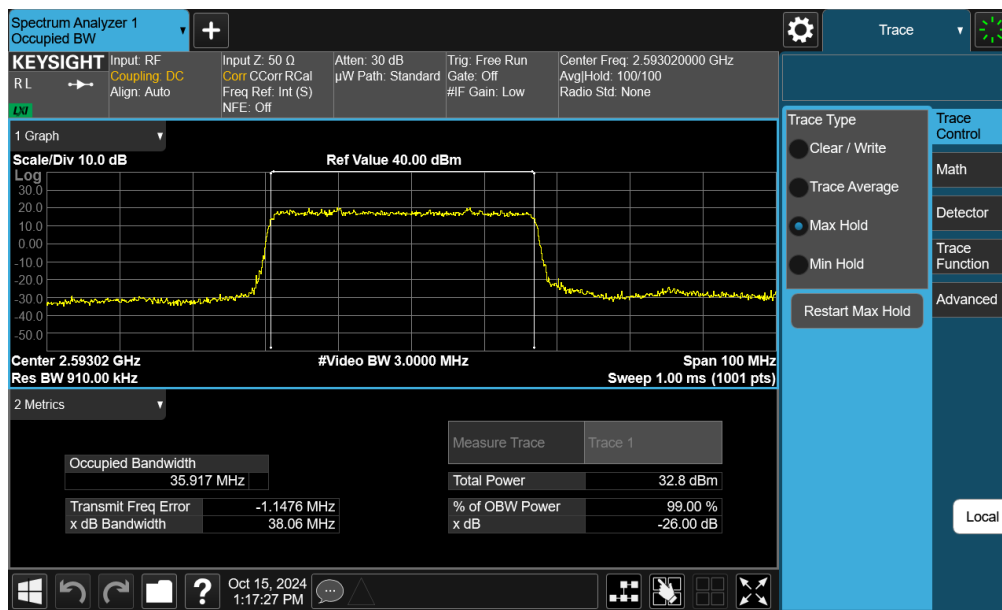 Spectrum Analyzer 1
Occupied BW
+
Trace
KEYSIGHT
RL
LXI
Input: RF
Coupling: DC
Align: Auto
Input Z: 50 Ω
Corr CCorr RCal
Freq Ref: Int (S)
NFE: Off
Atten: 30 dB
µW Path: Standard
Trig: Free Run
Gate: Off
#IF Gain: Low
Center Freq: 2.593020000 GHz
Avg|Hold: 100/100
Radio Std: None
1 Graph
Scale/Div 10.0 dB
Ref Value 40.00 dBm
Log
30.0
20.0
10.0
0.00
-10.0
-20.0
-30.0
-40.0
-50.0
Center 2.59302 GHz
#Video BW 3.0000 MHz
Span 100 MHz
Res BW 910.00 kHz
Sweep 1.00 ms (1001 pts)
2 Metrics
Measure Trace
Trace 1
Occupied Bandwidth
35.917 MHz
Total Power
32.8 dBm
Transmit Freq Error
-1.1476 MHz
% of OBW Power
99.00 %
x dB Bandwidth
38.06 MHz
x dB
-26.00 dB
Trace Type
Clear / Write
Trace Average
Max Hold
Min Hold
Restart Max Hold
Trace
Control
Math
Detector
Trace
Function
Advanced
Local
?
Oct 15, 2024
1:17:27 PM